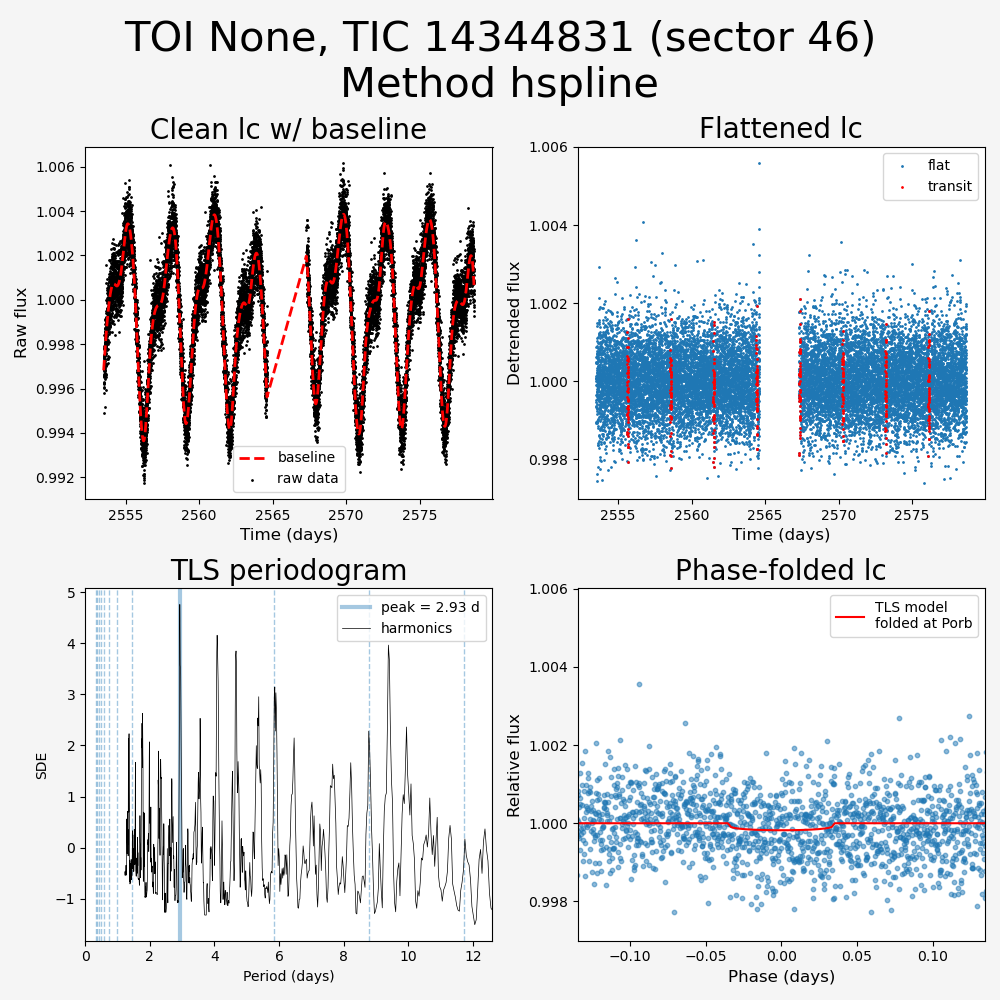 TOI None, TIC 14344831 (sector 46)
Method hspline
Clean lc w/ baseline
Raw flux
1.006
1.004
1.002
1.000
0.998
0.996
0.994
0.992
baseline
raw data
2555
2560
2565
2570
2575
Time (days)
Flattened lc
Detrended flux
1.006
1.004
1.002
1.000
0.998
flat
transit
2555
2560
2565
2570
2575
Time (days)
TLS periodogram
SDE
5
4
3
2
1
0
−1
peak = 2.93 d
harmonics
0
2
4
6
8
10
12
Period (days)
Phase-folded lc
Relative flux
1.006
1.004
1.002
1.000
0.998
TLS model
folded at Porb
−0.10
−0.05
0.00
0.05
0.10
Phase (days)